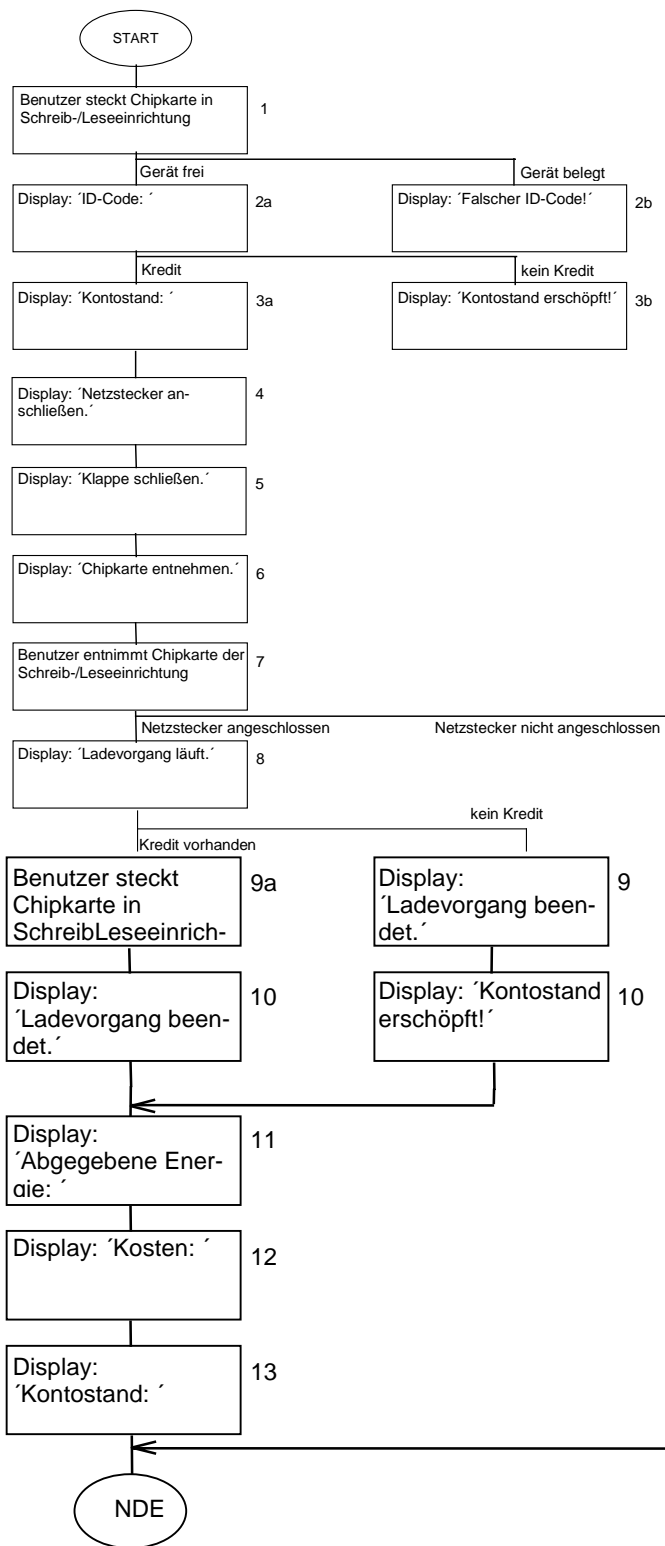 START
Benutzer steckt Chipkarte in
Schreib-/Leseeinrichtung
1
Gerät frei
Gerät belegt
Display: ´ID-Code: ´
2a
Display: ´Falscher ID-Code!´
2b
Kredit
kein Kredit
Display: ´Kontostand: ´
3a
Display: ´Kontostand erschöpft!´
3b
Display: ´Netzstecker an-
schließen.´
4
Display: ´Klappe schließen.´
5
Display: ´Chipkarte entnehmen.´
6
Benutzer entnimmt Chipkarte der
Schreib-/Leseeinrichtung
7
Netzstecker angeschlossen
Netzstecker nicht angeschlossen
Display: ´Ladevorgang läuft.´
8
kein Kredit
Kredit vorhanden
Benutzer steckt
Chipkarte in
SchreibLeseeinrich-
9a
Display:
´Ladevorgang been-
det.´
9
Display:
´Ladevorgang been-
det.´
10
Display: ´Kontostand
erschöpft!´
10
Display:
´Abgegebene Ener-
gie: ´
11
Display: ´Kosten: ´
12
Display:
´Kontostand: ´
13
NDE